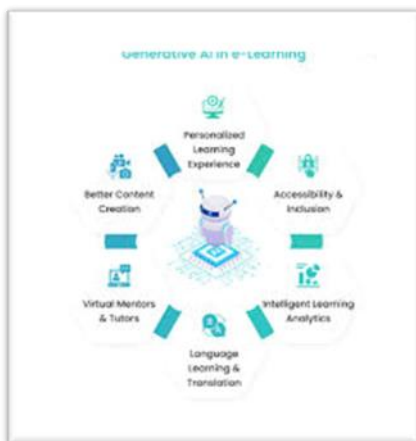 Generative AI in e-Learning
Personalized
Learning
Experience
Better Content
Creation
Accessibility &
Inclusion
Virtual Mentors
& Tutors
Intelligent Learning
Analytics
Language
Learning &
Translation